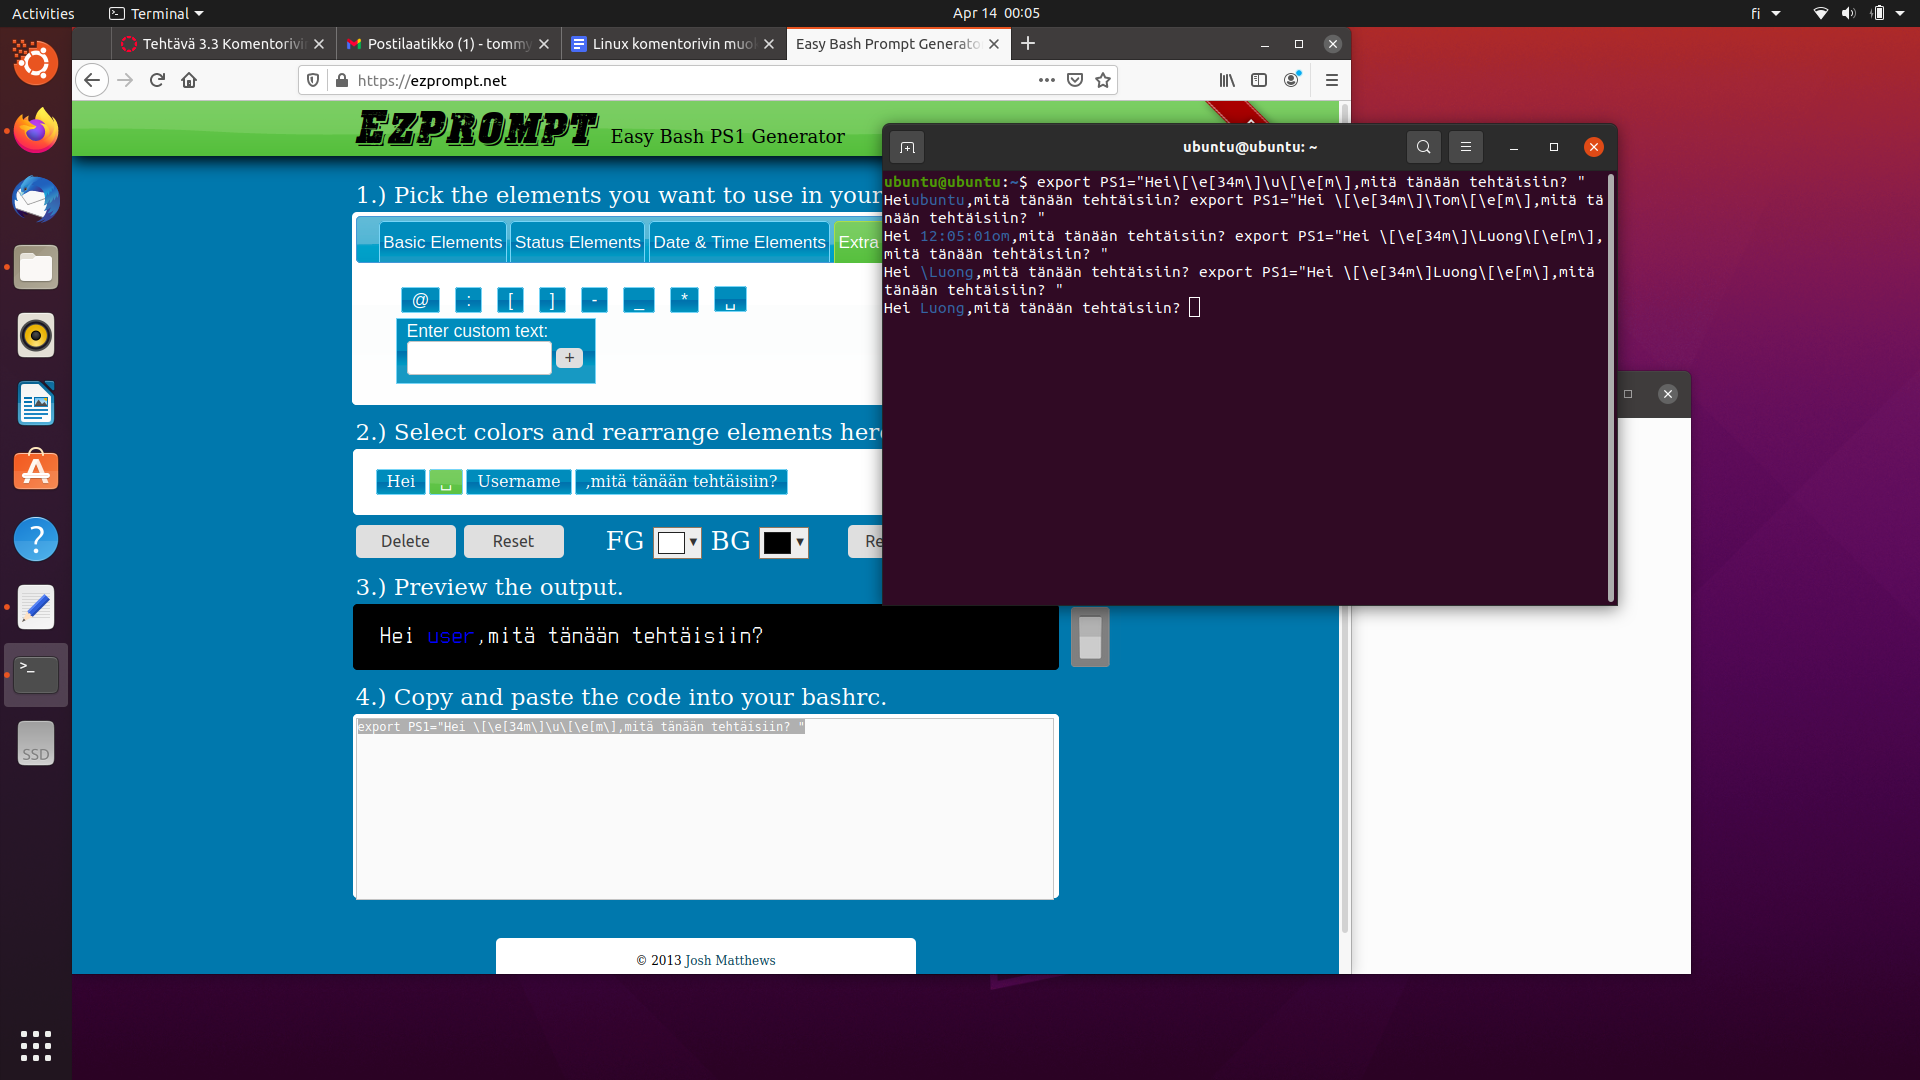 Activities
Terminal
Apr 14 00:05
fi
Tehtävä 3.3 Komentorivin
Postilaatikko (1) - tommy
Linux komentorivin muok
Easy Bash Prompt Generato
https://ezprompt.net
EZPROMPT Easy Bash PS1 Generator
1.) Pick the elements you want to use in your
Basic Elements
Status Elements
Date & Time Elements
Extra
@ : [ ] - _ * ␣
Enter custom text:
+
2.) Select colors and rearrange elements here
Hei ␣ Username ,mitä tänään tehtäisiin?
Delete
Reset
FG
BG
Re
3.) Preview the output.
Hei user,mitä tänään tehtäisiin?
4.) Copy and paste the code into your bashrc.
export PS1="Hei \[\e[34m\]\u\[\e[m\],mitä tänään tehtäisiin? "
© 2013 Josh Matthews
ubuntu@ubuntu: ~
ubuntu@ubuntu:~$ export PS1="Hei\[\e[34m\]\u\[\e[m\],mitä tänään tehtäisiin? "
Heiubuntu,mitä tänään tehtäisiin? export PS1="Hei \[\e[34m\]\Tom\[\e[m\],mitä tä
nään tehtäisiin? "
Hei 12:05:01om,mitä tänään tehtäisiin? export PS1="Hei \[\e[34m\]\Luong\[\e[m\],
mitä tänään tehtäisiin? "
Hei \Luong,mitä tänään tehtäisiin? export PS1="Hei \[\e[34m\]Luong\[\e[m\],mitä
tänään tehtäisiin? "
Hei Luong,mitä tänään tehtäisiin?
SSD